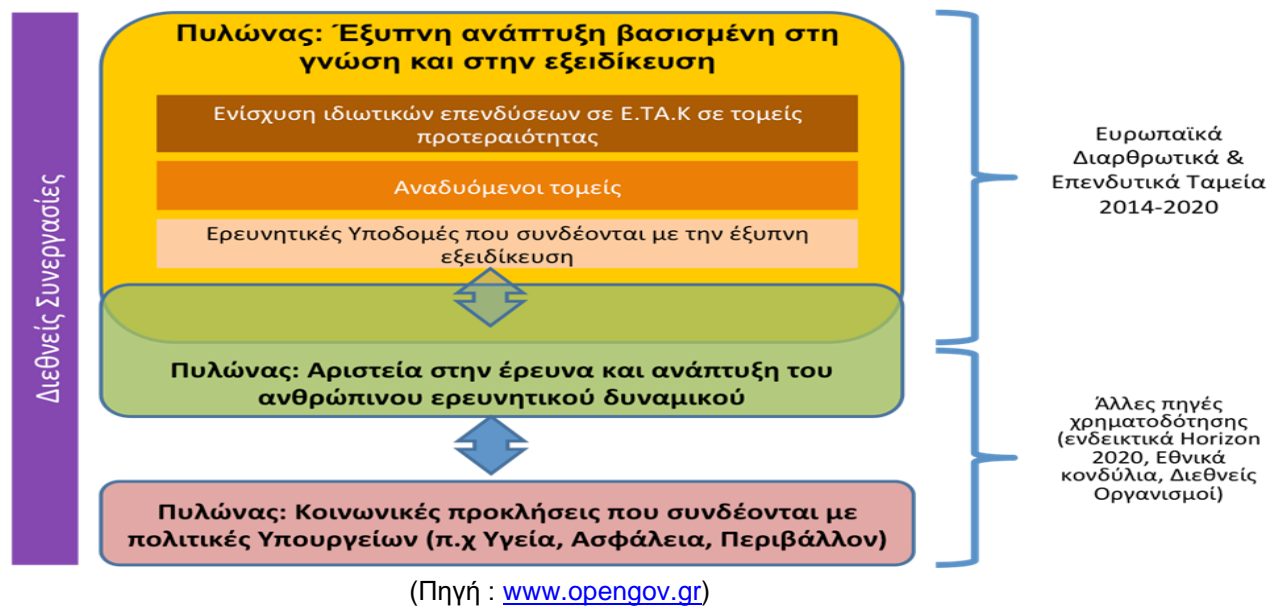 Διεθνείς Συνεργασίες
Πυλώνας: Έξυπνη ανάπτυξη βασισμένη στη
γνώση και στην εξειδίκευση
Ενίσχυση ιδιωτικών επενδύσεων σε Ε.ΤΑ.Κ σε τομείς
προτεραιότητας
Αναδυόμενοι τομείς
Ερευνητικές Υποδομές που συνδέονται με την έξυπνη
εξειδίκευση
Πυλώνας: Αριστεία στην έρευνα και ανάπτυξη του
ανθρώπινου ερευνητικού δυναμικού
Πυλώνας: Κοινωνικές προκλήσεις που συνδέονται με
πολιτικές Υπουργείων (π.χ Υγεία, Ασφάλεια, Περιβάλλον)
Ευρωπαϊκά
Διαρθρωτικά &
Επενδυτικά Ταμεία
2014-2020
Άλλες πηγές
χρηματοδότησης
(ενδεικτικά Horizon
2020, Εθνικά
κονδύλια, Διεθνείς
Οργανισμοί)
(Πηγή : www.opengov.gr)